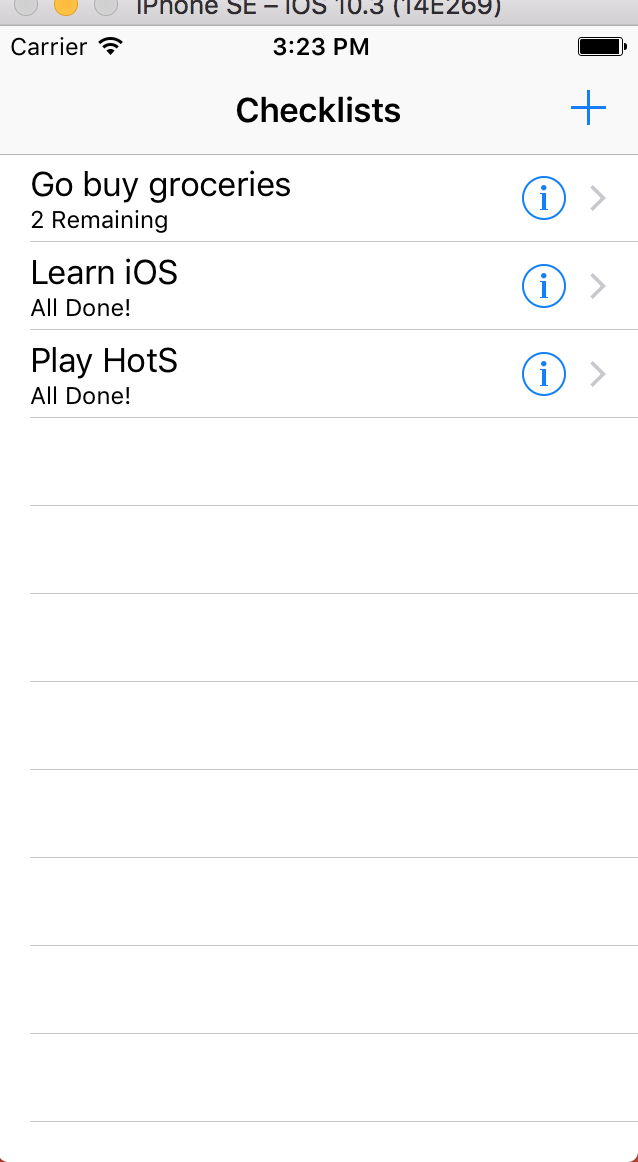 iPhone SE – iOS 10.3 (14E269)
Carrier 3:23 PM
Checklists
Go buy groceries
2 Remaining
Learn iOS
All Done!
Play HotS
All Done!